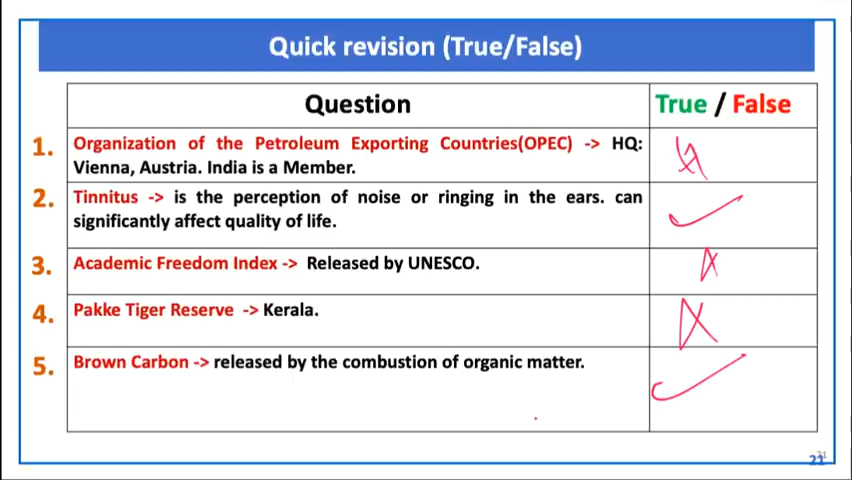 Quick revision (True/False)
Question
True / False
1.
Organization of the Petroleum Exporting Countries(OPEC) -> HQ:
Vienna, Austria. India is a Member.
2.
Tinnitus -> is the perception of noise or ringing in the ears. can
significantly affect quality of life.
3.
Academic Freedom Index -> Released by UNESCO.
4.
Pakke Tiger Reserve -> Kerala.
5.
Brown Carbon -> released by the combustion of organic matter.
21
21